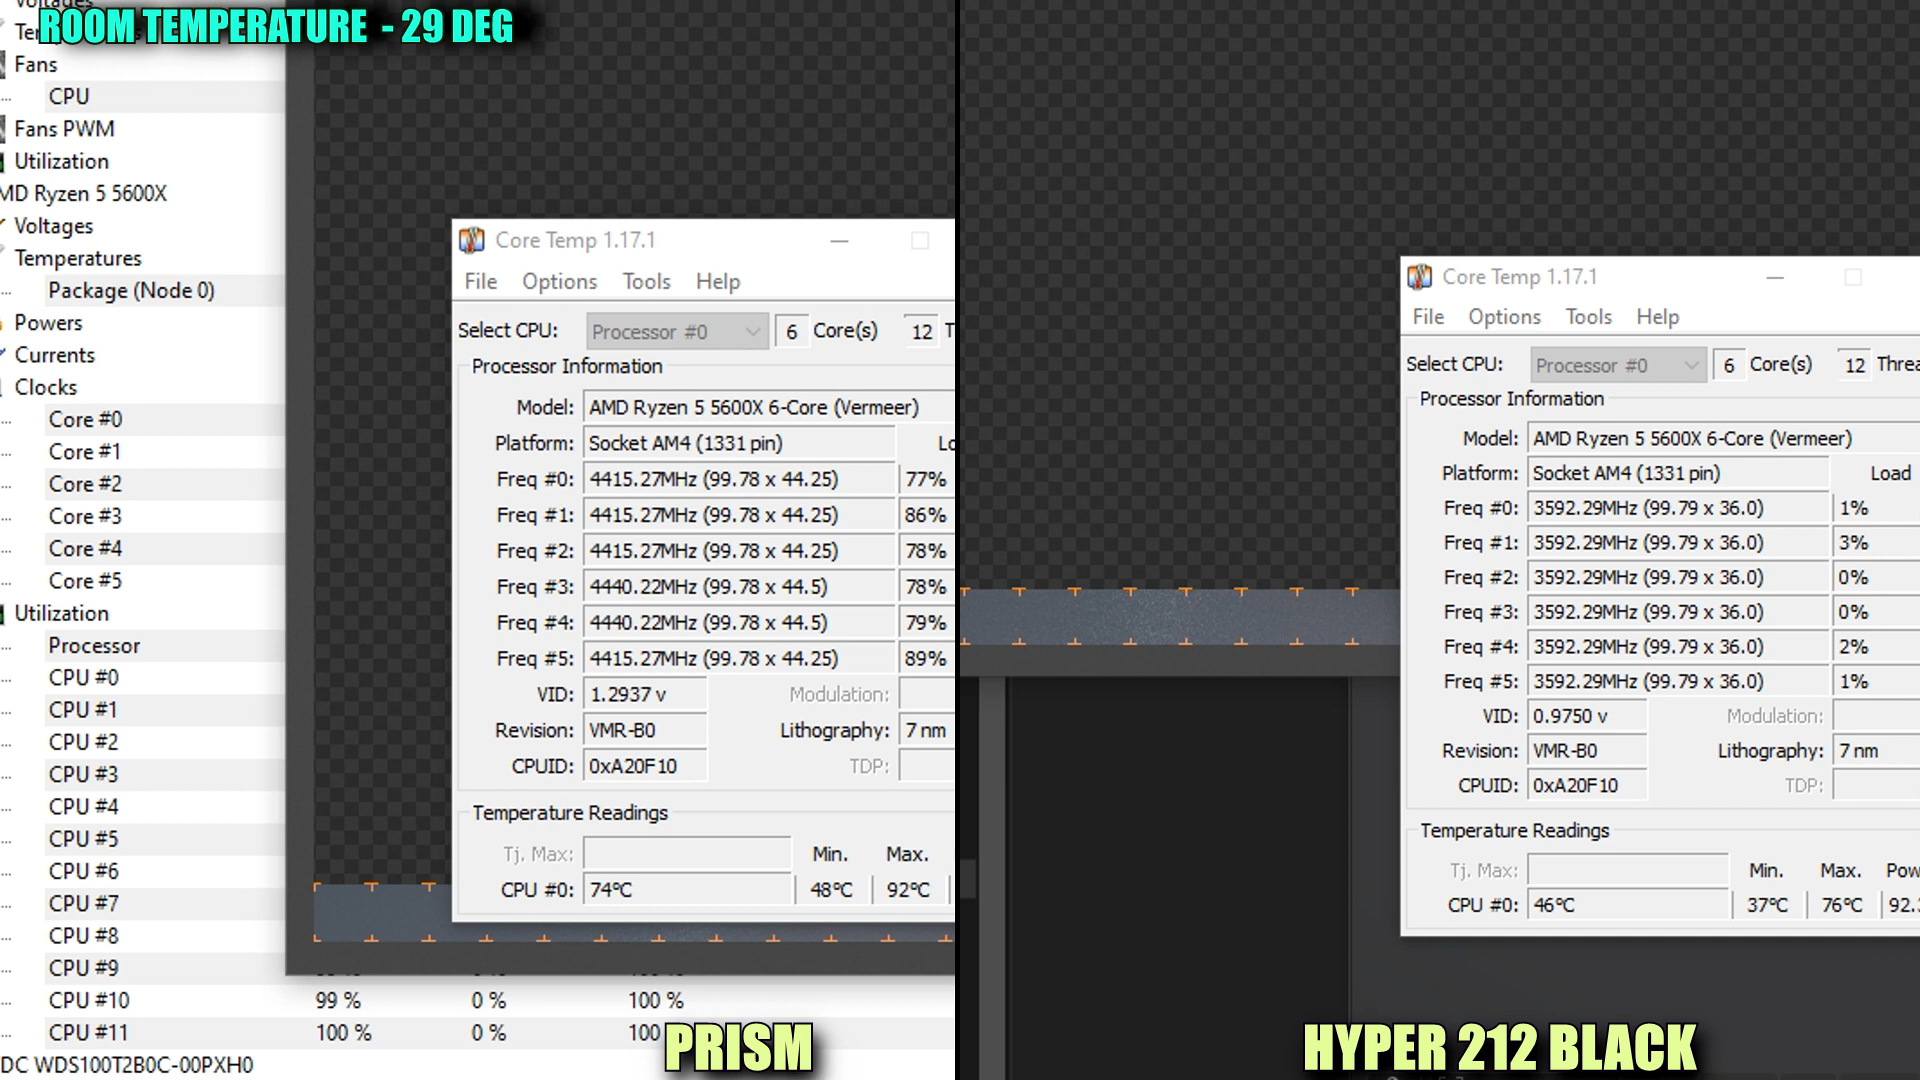 Voltages
ROOM TEMPERATURE - 29 DEG
Fans
CPU
Fans PWM
Utilization
MD Ryzen 5 5600X
Voltages
Temperatures
Package (Node 0)
Powers
Currents
Clocks
Core #0
Core #1
Core #2
Core #3
Core #4
Core #5
Utilization
Processor
CPU #0
CPU #1
CPU #2
CPU #3
CPU #4
CPU #5
CPU #6
CPU #7
CPU #8
CPU #9
CPU #10 99 % 0 % 100 %
CPU #11 100 % 0 % 100
DC WDS100T2B0C-00PXH0
Core Temp 1.17.1
File Options Tools Help
Select CPU: Processor #0 6 Core(s) 12 T
Processor Information
Model: AMD Ryzen 5 5600X 6-Core (Vermeer)
Platform: Socket AM4 (1331 pin) Lo
Freq #0: 4415.27MHz (99.78 x 44.25) 77%
Freq #1: 4415.27MHz (99.78 x 44.25) 86%
Freq #2: 4415.27MHz (99.78 x 44.25) 78%
Freq #3: 4440.22MHz (99.78 x 44.5) 78%
Freq #4: 4440.22MHz (99.78 x 44.5) 79%
Freq #5: 4415.27MHz (99.78 x 44.25) 89%
VID: 1.2937 v Modulation:
Revision: VMR-B0 Lithography: 7 nm
CPUID: 0xA20F10 TDP:
Temperature Readings
Tj. Max: Min. Max.
CPU #0: 74°C 48°C 92°C
PRISM
Core Temp 1.17.1
File Options Tools Help
Select CPU: Processor #0 6 Core(s) 12 Threa
Processor Information
Model: AMD Ryzen 5 5600X 6-Core (Vermeer)
Platform: Socket AM4 (1331 pin) Load
Freq #0: 3592.29MHz (99.79 x 36.0) 1%
Freq #1: 3592.29MHz (99.79 x 36.0) 3%
Freq #2: 3592.29MHz (99.79 x 36.0) 0%
Freq #3: 3592.29MHz (99.79 x 36.0) 0%
Freq #4: 3592.29MHz (99.79 x 36.0) 2%
Freq #5: 3592.29MHz (99.79 x 36.0) 1%
VID: 0.9750 v Modulation:
Revision: VMR-B0 Lithography: 7 nm
CPUID: 0xA20F10 TDP:
Temperature Readings
Tj. Max: Min. Max. Pow
CPU #0: 46°C 37°C 76°C 92.
HYPER 212 BLACK